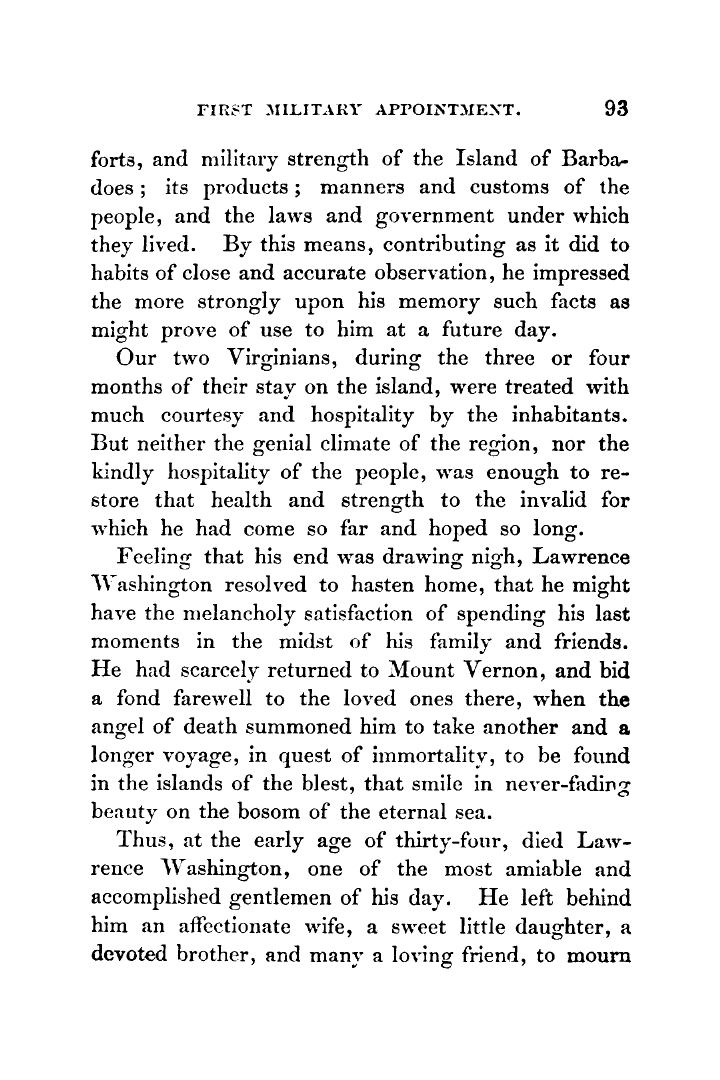 FIRST MILITARY APPOINTMENT. 93
forts, and military strength of the Island of Barba-
does; its products; manners and customs of the
people, and the laws and government under which
they lived. By this means, contributing as it did to
habits of close and accurate observation, he impressed
the more strongly upon his memory such facts as
might prove of use to him at a future day.
Our two Virginians, during the three or four
months of their stay on the island, were treated with
much courtesy and hospitality by the inhabitants.
But neither the genial climate of the region, nor the
kindly hospitality of the people, was enough to re-
store that health and strength to the invalid for
which he had come so far and hoped so long.
Feeling that his end was drawing nigh, Lawrence
Washington resolved to hasten home, that he might
have the melancholy satisfaction of spending his last
moments in the midst of his family and friends.
He had scarcely returned to Mount Vernon, and bid
a fond farewell to the loved ones there, when the
angel of death summoned him to take another and a
longer voyage, in quest of immortality, to be found
in the islands of the blest, that smile in never-fading
beauty on the bosom of the eternal sea.
Thus, at the early age of thirty-four, died Law-
rence Washington, one of the most amiable and
accomplished gentlemen of his day. He left behind
him an affectionate wife, a sweet little daughter, a
devoted brother, and many a loving friend, to mourn